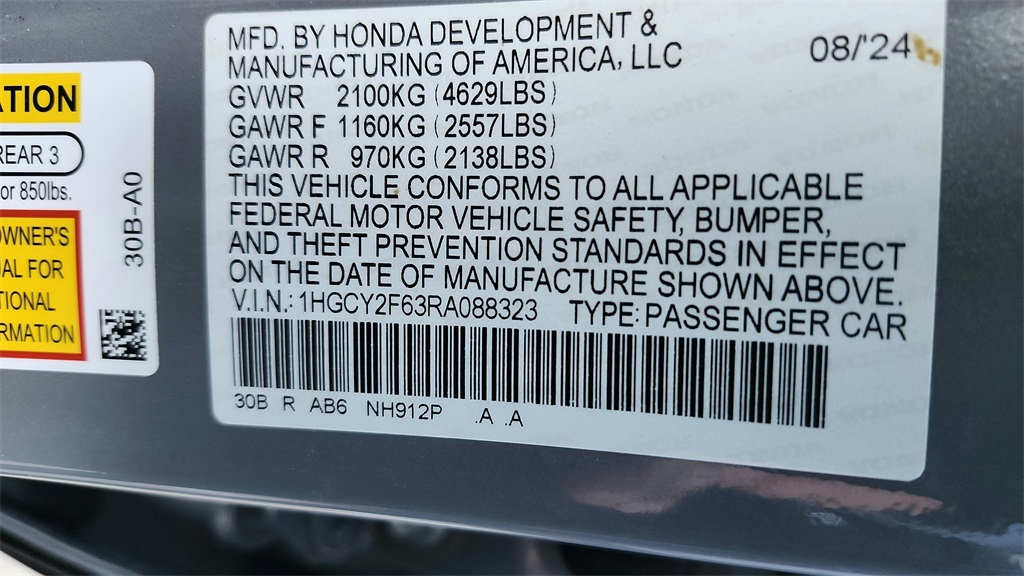 ATION
REAR 3
or 850lbs.
OWNER'S
UAL FOR
TIONAL
ORMATION
30B-A0
MFD. BY HONDA DEVELOPMENT &
MANUFACTURING OF AMERICA, LLC
08/'24
GVWR 2100KG (4629LBS)
GAWR F 1160KG (2557LBS)
GAWR R 970KG (2138LBS)
THIS VEHICLE CONFORMS TO ALL APPLICABLE
FEDERAL MOTOR VEHICLE SAFETY, BUMPER,
AND THEFT PREVENTION STANDARDS IN EFFECT
ON THE DATE OF MANUFACTURE SHOWN ABOVE.
V.I.N.: 1HGCY2F63RA088323 TYPE: PASSENGER CAR
30B R AB6 NH912P .A .A